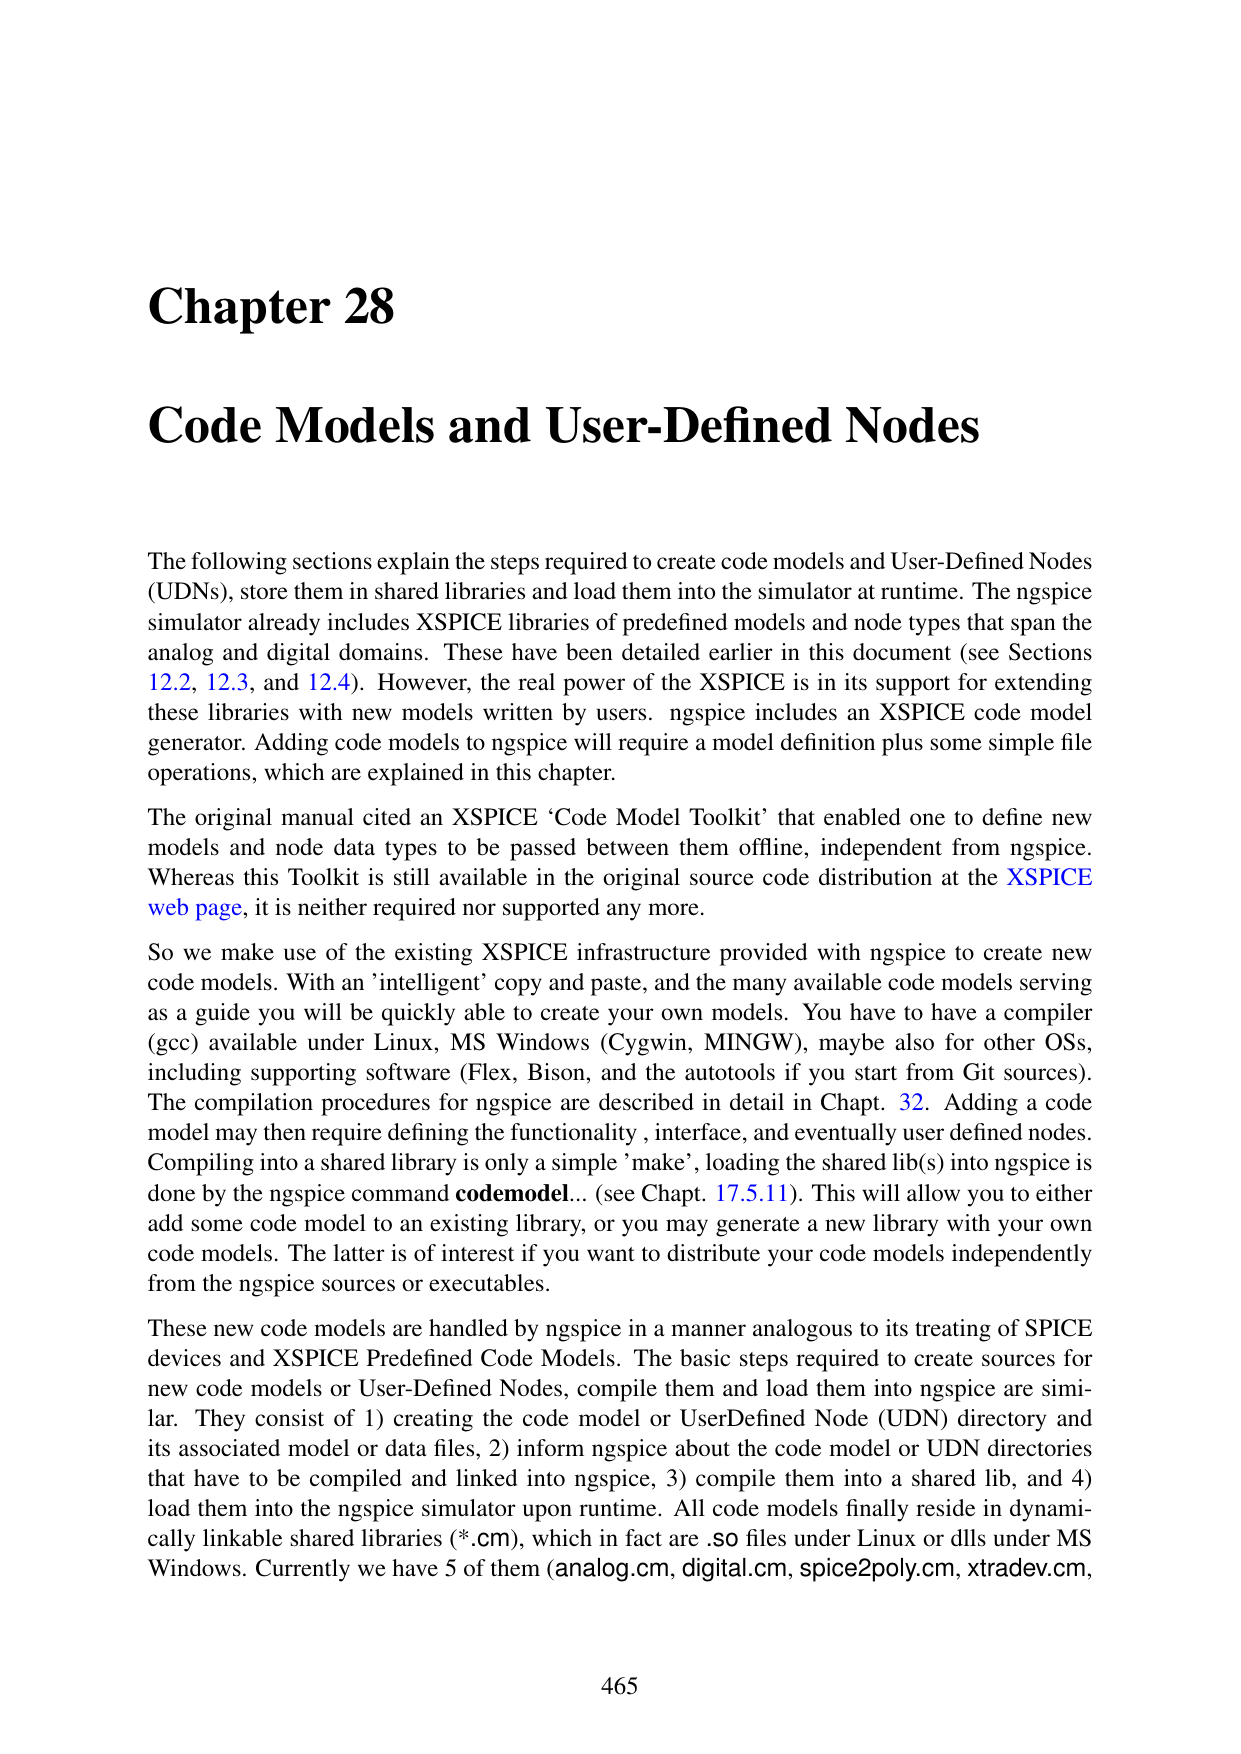 Chapter 28
Code Models and User-Defined Nodes
The following sections explain the steps required to create code models and User-Defined Nodes
(UDNs), store them in shared libraries and load them into the simulator at runtime. The ngspice
simulator already includes XSPICE libraries of predefined models and node types that span the
analog and digital domains. These have been detailed earlier in this document (see Sections
12.2, 12.3, and 12.4). However, the real power of the XSPICE is in its support for extending
these libraries with new models written by users. ngspice includes an XSPICE code model
generator. Adding code models to ngspice will require a model definition plus some simple file
operations, which are explained in this chapter.
The original manual cited an XSPICE ‘Code Model Toolkit’ that enabled one to define new
models and node data types to be passed between them offline, independent from ngspice.
Whereas this Toolkit is still available in the original source code distribution at the XSPICE
web page, it is neither required nor supported any more.
So we make use of the existing XSPICE infrastructure provided with ngspice to create new
code models. With an ’intelligent’ copy and paste, and the many available code models serving
as a guide you will be quickly able to create your own models. You have to have a compiler
(gcc) available under Linux, MS Windows (Cygwin, MINGW), maybe also for other OSs,
including supporting software (Flex, Bison, and the autotools if you start from Git sources).
The compilation procedures for ngspice are described in detail in Chapt. 32. Adding a code
model may then require defining the functionality , interface, and eventually user defined nodes.
Compiling into a shared library is only a simple ’make’, loading the shared lib(s) into ngspice is
done by the ngspice command codemodel... (see Chapt. 17.5.11). This will allow you to either
add some code model to an existing library, or you may generate a new library with your own
code models. The latter is of interest if you want to distribute your code models independently
from the ngspice sources or executables.
These new code models are handled by ngspice in a manner analogous to its treating of SPICE
devices and XSPICE Predefined Code Models. The basic steps required to create sources for
new code models or User-Defined Nodes, compile them and load them into ngspice are simi-
lar. They consist of 1) creating the code model or UserDefined Node (UDN) directory and
its associated model or data files, 2) inform ngspice about the code model or UDN directories
that have to be compiled and linked into ngspice, 3) compile them into a shared lib, and 4)
load them into the ngspice simulator upon runtime. All code models finally reside in dynami-
cally linkable shared libraries (*.cm), which in fact are .so files under Linux or dlls under MS
Windows. Currently we have 5 of them (analog.cm, digital.cm, spice2poly.cm, xtradev.cm,
465